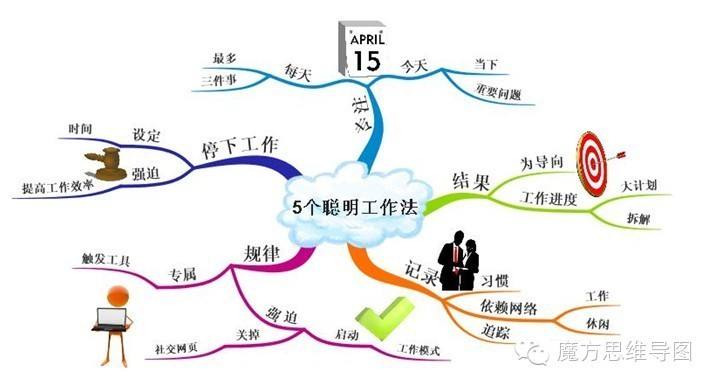 APRIL
15
最多
三件事
每天
今天
当下
重要问题
专注
时间
设定
停下工作
强迫
提高工作效率
5个聪明工作法
结果
为导向
工作进度
大计划
拆解
触发工具
专属
规律
强迫
关掉
社交网页
启动
工作模式
记录
习惯
依赖网络
工作
休闲
追踪
魔方思维导图